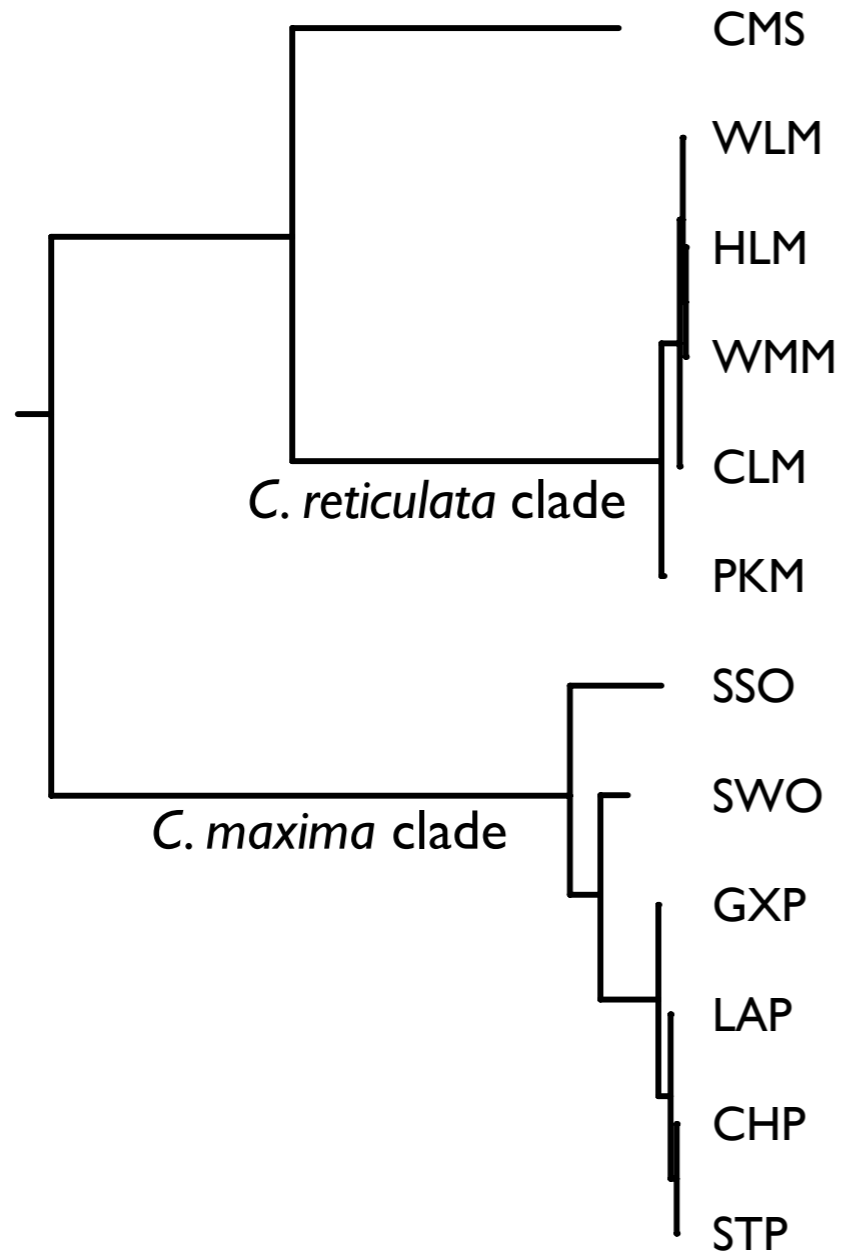 CMS
WLM
HLM
WMM
CLM
C. reticulata clade
PKM
SSO
SWO
C. maxima clade
GXP
LAP
CHP
STP